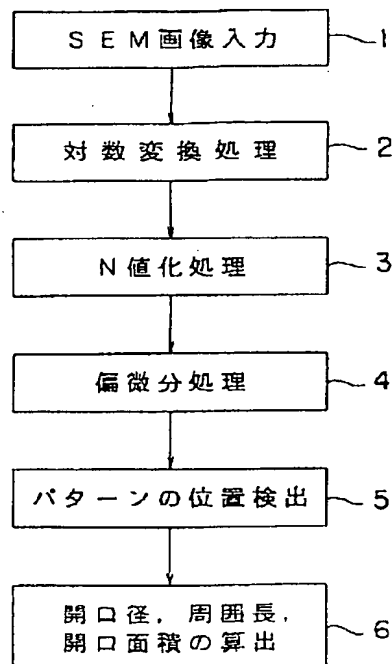 SEM画像入力 1
対数変換処理 2
N値化処理 3
偏微分処理 4
パターンの位置検出 5
開口径,周囲長,
開口面積の算出 6